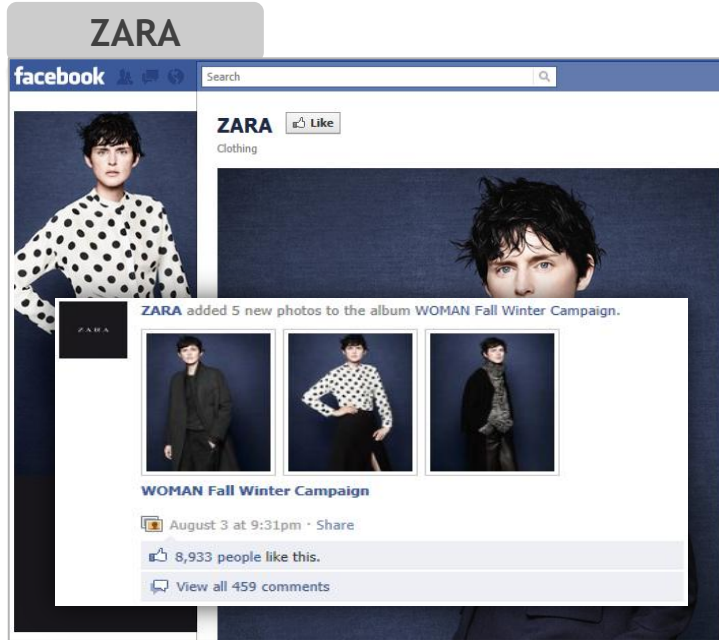 ZARA
facebook
Search
ZARA Like
Clothing
ZARA added 5 new photos to the album WOMAN Fall Winter Campaign.
ZARA
WOMAN Fall Winter Campaign
August 3 at 9:31pm · Share
8,933 people like this.
View all 459 comments